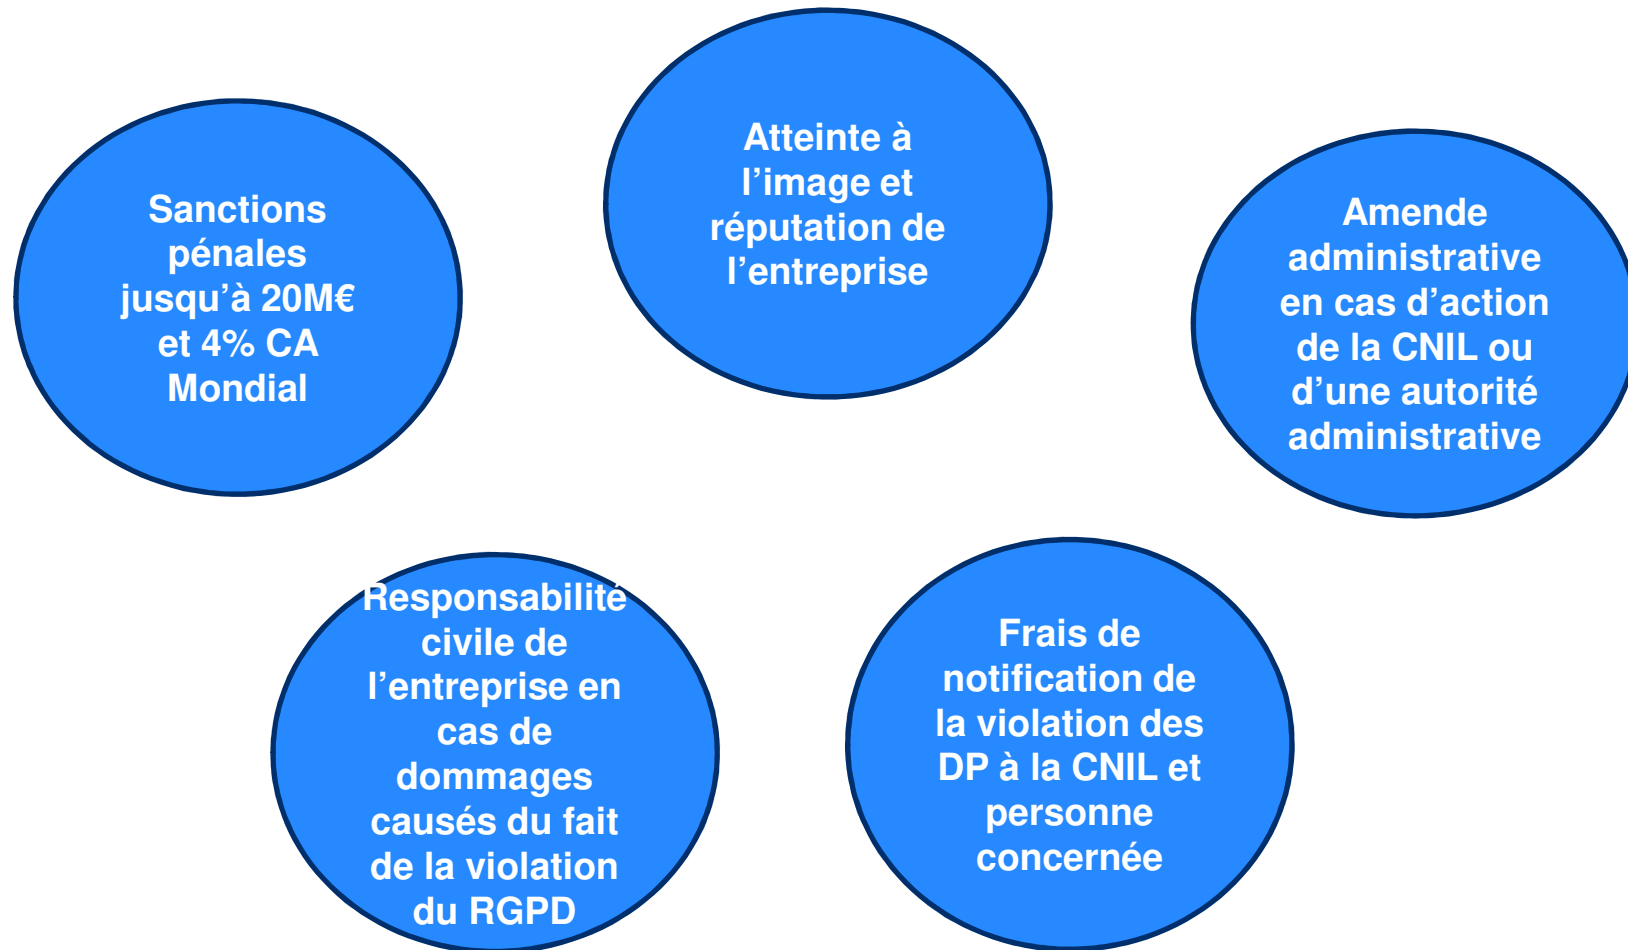 Sanctions
pénales
jusqu’à 20M€
et 4% CA
Mondial
Atteinte à
l’image et
réputation de
l’entreprise
Amende
administrative
en cas d’action
de la CNIL ou
d’une autorité
administrative
Responsabilité
civile de
l’entreprise en
cas de
dommages
causés du fait
de la violation
du RGPD
Frais de
notification de
la violation des
DP à la CNIL et
personne
concernée